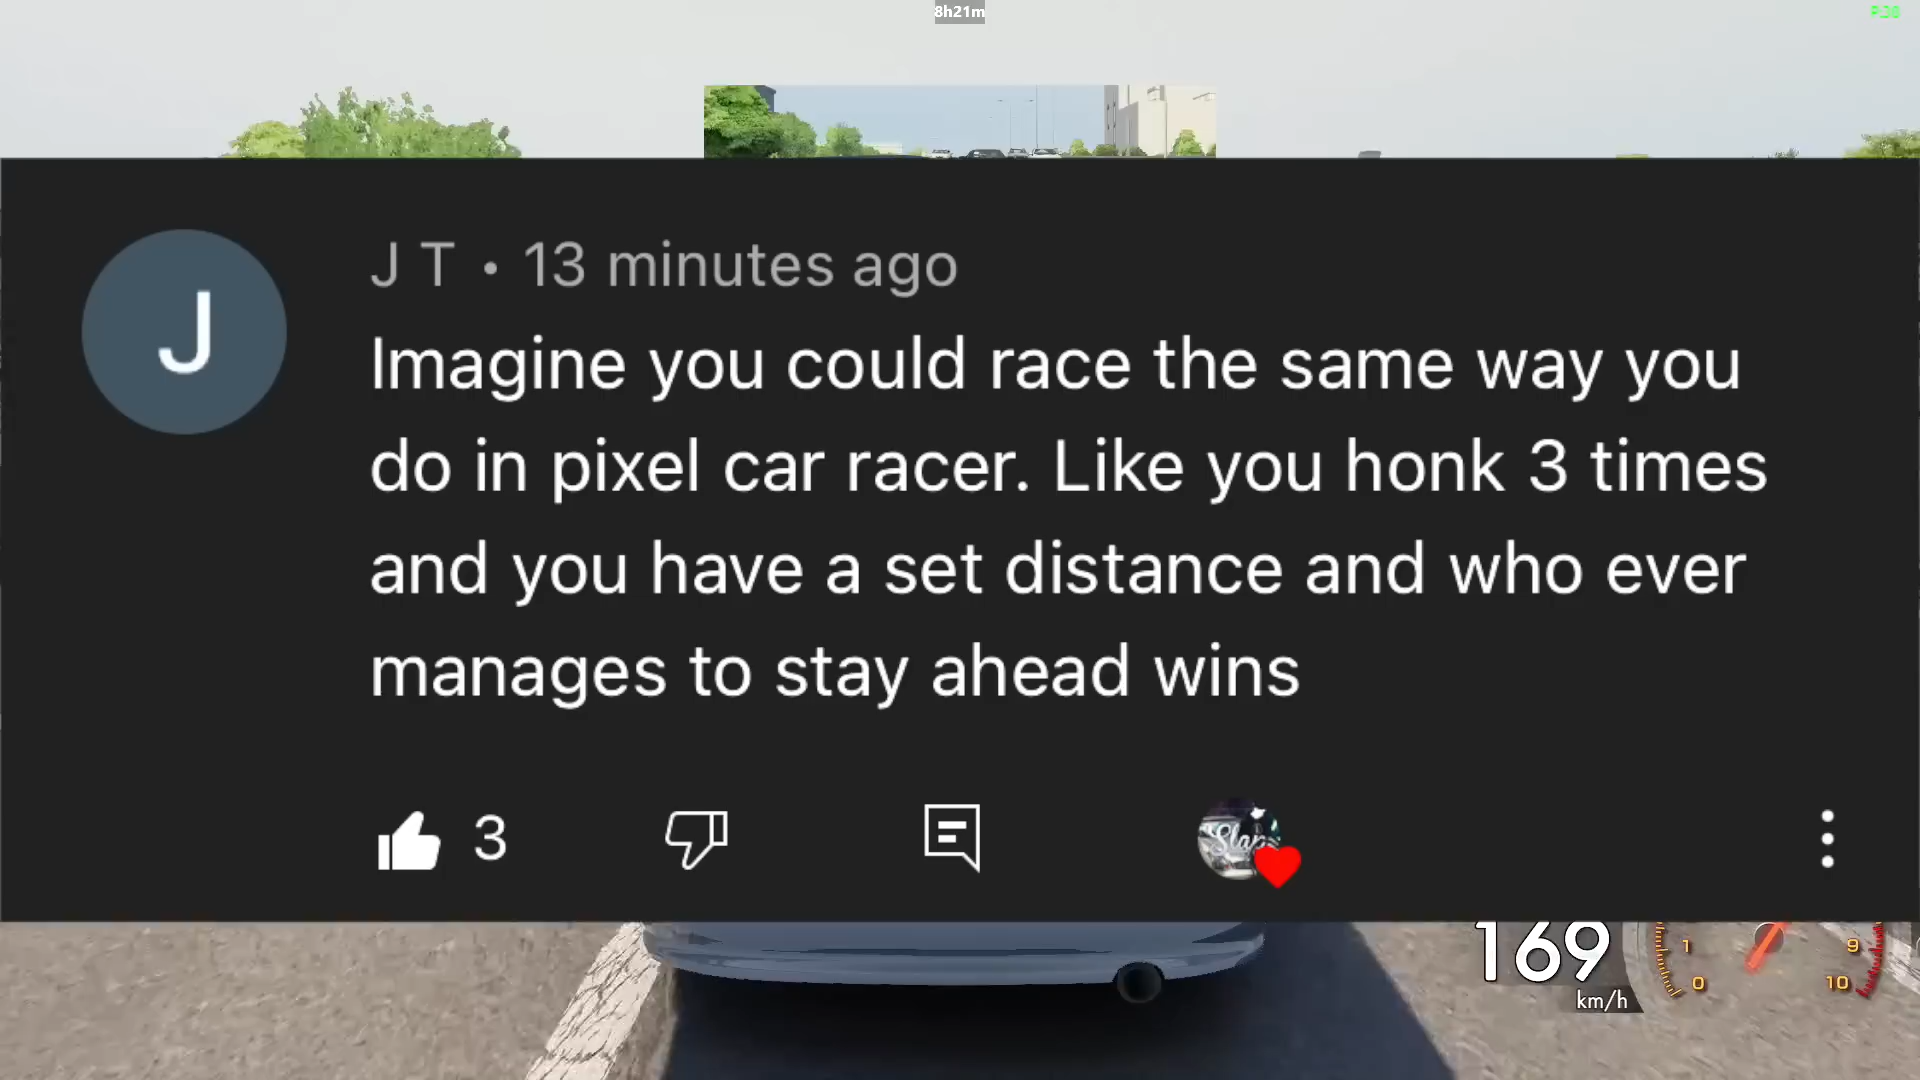 8h21m
J T • 13 minutes ago
J
Imagine you could race the same way you
do in pixel car racer. Like you honk 3 times
and you have a set distance and who ever
manages to stay ahead wins
3
Slap
169
km/h
1
0
9
10